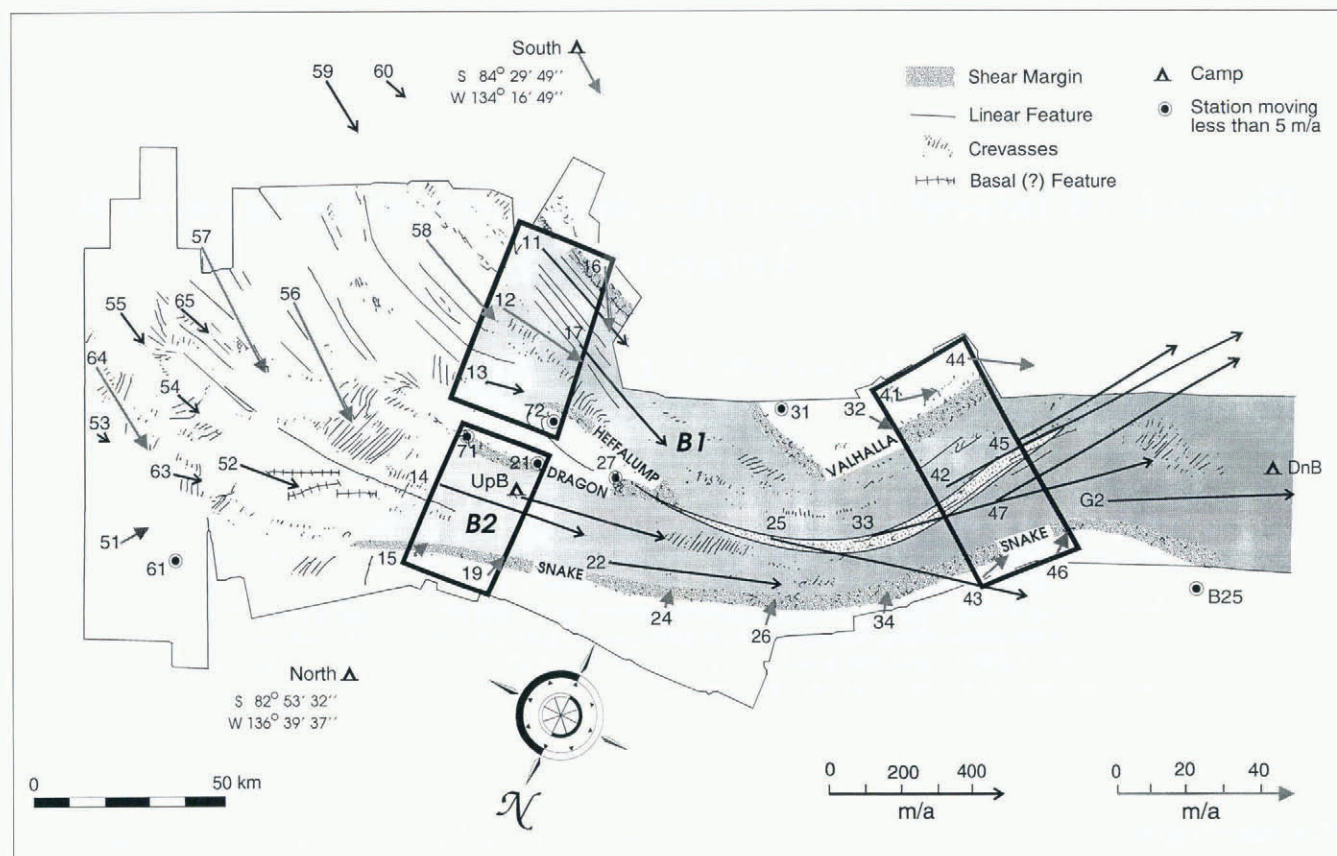 59
60
South
S 84° 29' 49''
W 134° 16' 49''
Shear Margin
Linear Feature
Crevasses
Basal (?) Feature
Camp
Station moving
less than 5 m/a
57
58
11
16
55
65
56
12
17
64
13
54
72
31
32
41
44
53
63
52
71
21
27
HEFFALUMP
B1
VALHALLA
45
14
UpB
DRAGON
42
DnB
51
B2
25
33
47
G2
61
15
19
SNAKE
22
SNAKE
24
26
34
43
46
B25
North
S 82° 53' 32''
W 136° 39' 37''
N
0 50 km
0 200 400
m/a
0 20 40
m/a